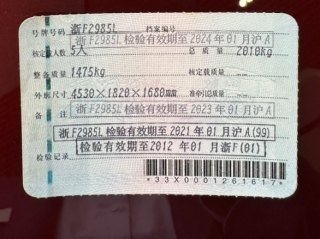 号牌号码 浙F2985L 档案编号
浙F2985L检验有效期至2024年01月沪A
核定载人数 5人 总质量 2010kg
整备质量 1475kg 核定载质量
外廓尺寸 4530×1820×1680 准牵引总质量
备注 浙F2985L检验有效期至2023年01月沪A
浙F2985L检验有效期至2021年01月沪A(99)
检验有效期至2012年01月浙F(01)
检验记录
*33X0001261617*